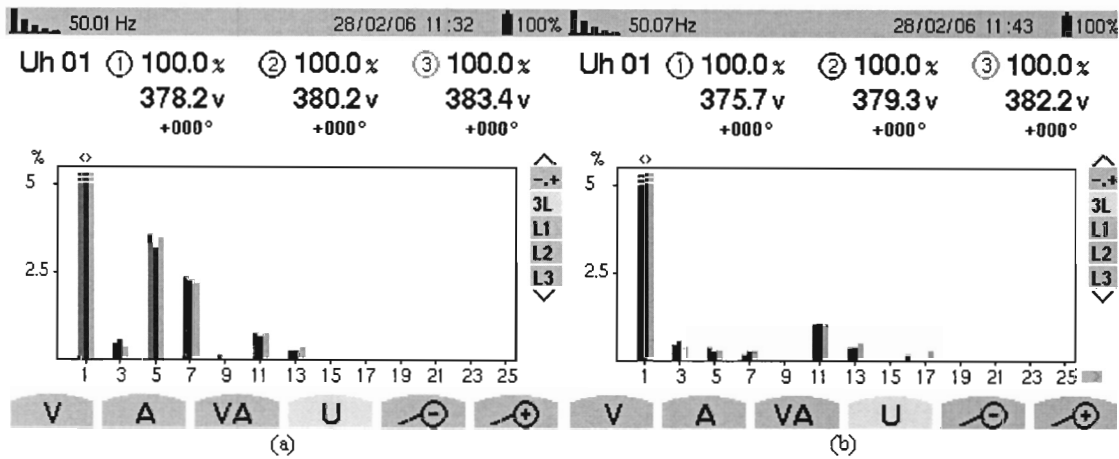 50.01 Hz 28/02/06 11:32 100%
Uh 01 ① 100.0% ② 100.0% ③ 100.0%
378.2 v 380.2 v 383.4 v
+000° +000° +000°
%
<>
5
2.5
1 3 5 7 9 11 13 15 17 19 21 23 25
-.+
3L
L1
L2
L3
V A VA U
(a)
50.07Hz 28/02/06 11:43 100%
Uh 01 ① 100.0% ② 100.0% ③ 100.0%
375.7 v 379.3 v 382.2 v
+000° +000° +000°
%
<>
5
2.5
1 3 5 7 9 11 13 15 17 19 21 23 25
-.+
3L
L1
L2
L3
V A VA U
(b)